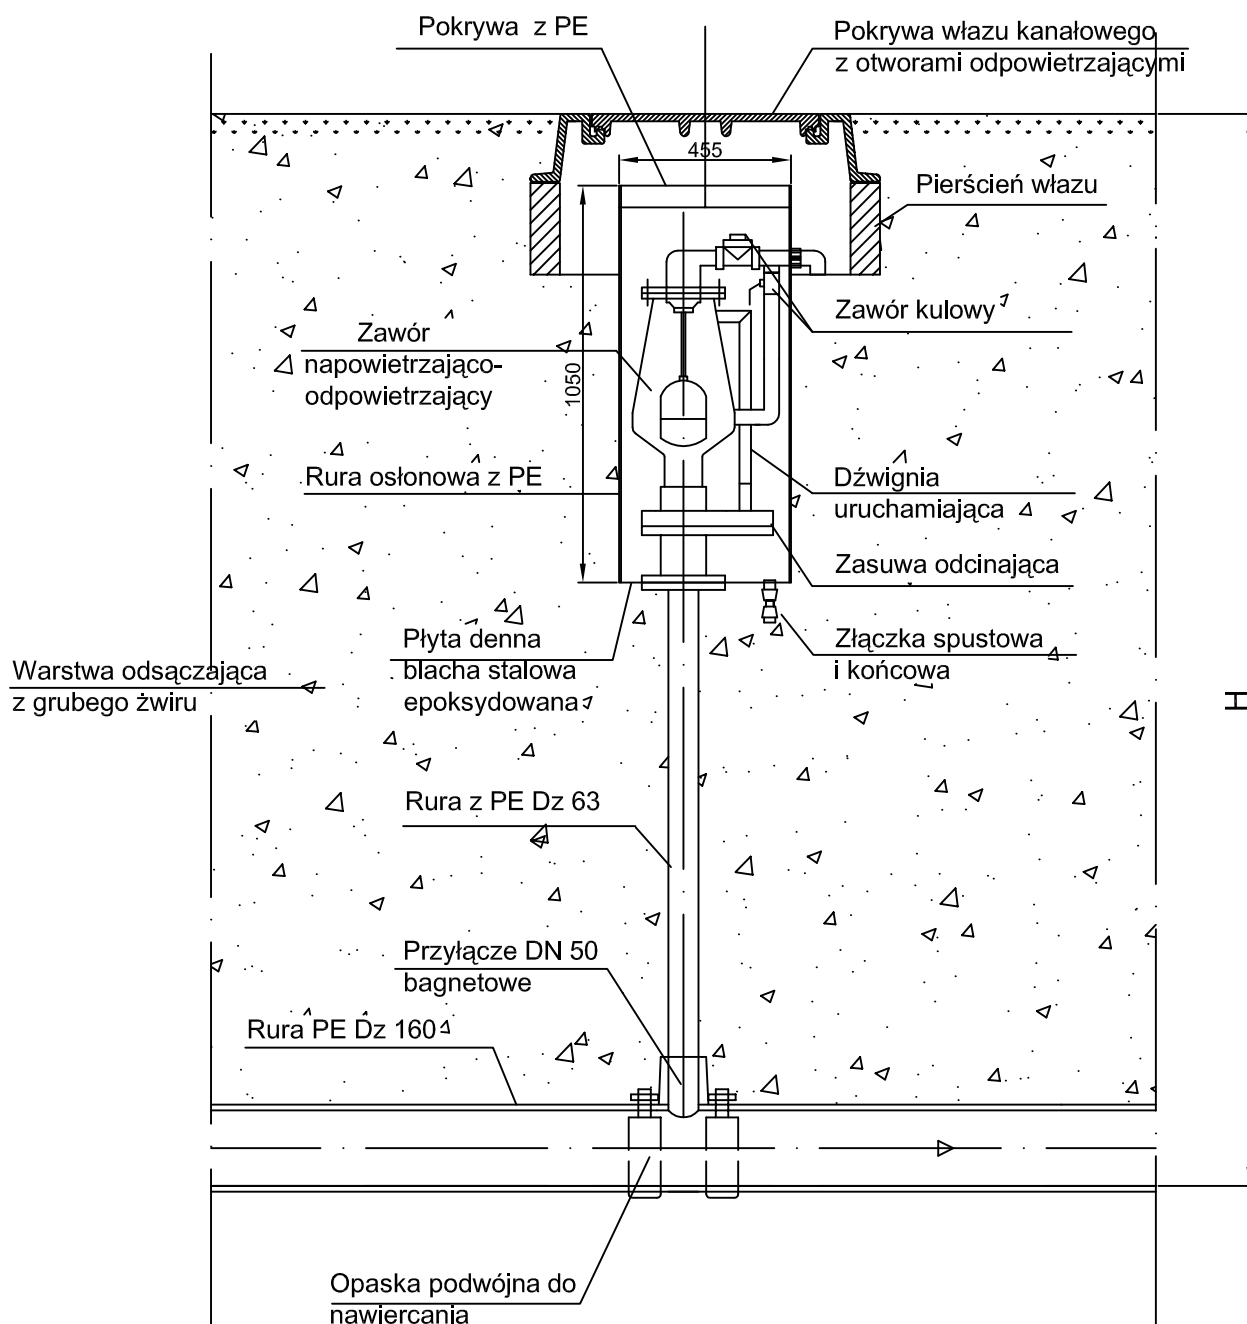 Pokrywa z PE
Pokrywa włazu kanałowego
z otworami odpowietrzającymi
455
Pierścień włazu
Zawór kulowy
Zawór
napowietrzająco-
odpowietrzający
1050
Rura osłonowa z PE
Dźwignia
uruchamiająca
Zasuwa odcinająca
Płyta denna
blacha stalowa
epoksydowana
Złączka spustowa
i końcowa
Warstwa odsączająca
z grubego żwiru
H
Rura z PE Dz 63
Przyłącze DN 50
bagnetowe
Rura PE Dz 160
Opaska podwójna do
nawiercania